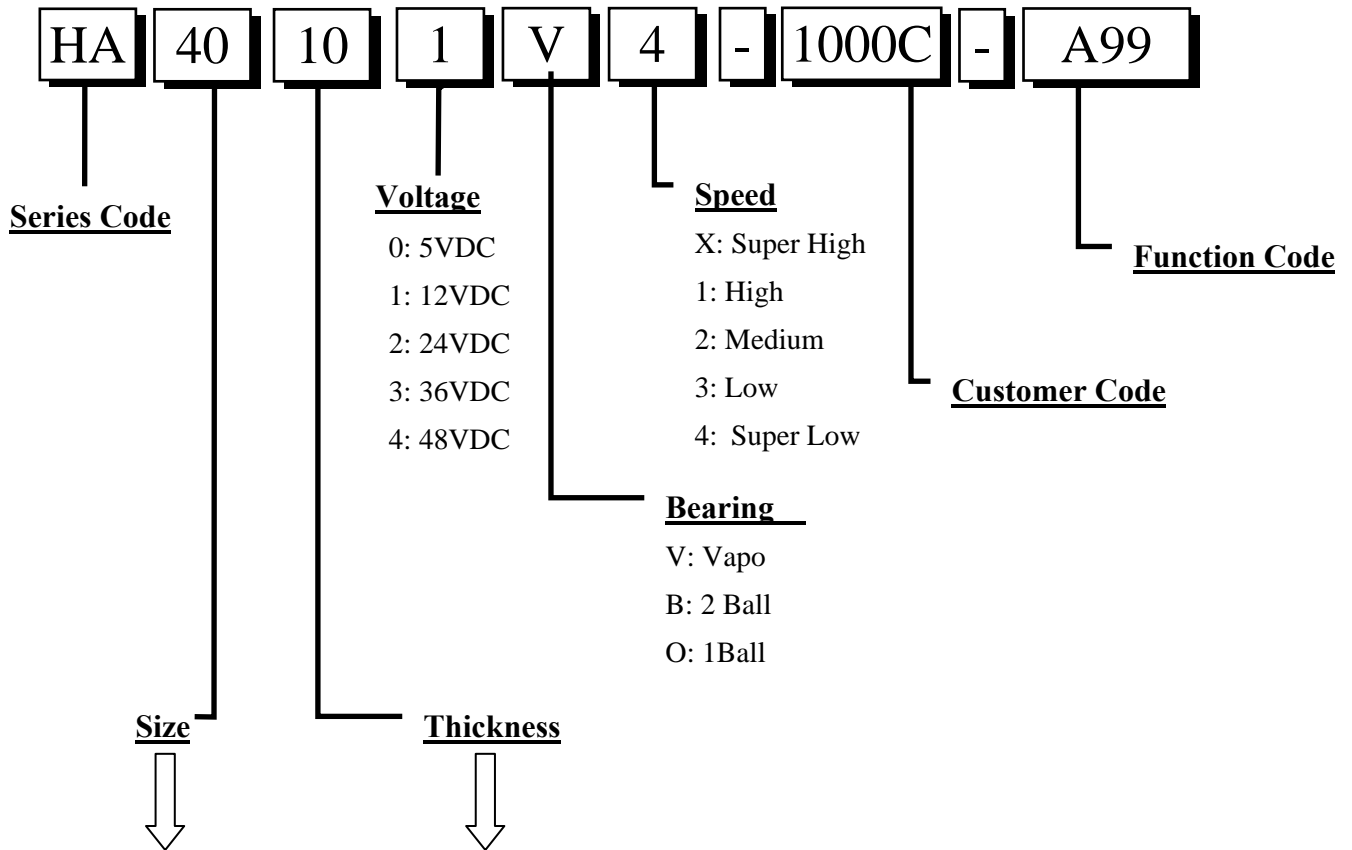 HA 40 10 1 V 4 - 1000C - A99
Series Code
Voltage
0: 5VDC
1: 12VDC
2: 24VDC
3: 36VDC
4: 48VDC
Speed
X: Super High
1: High
2: Medium
3: Low
4: Super Low
Function Code
Customer Code
Bearing
V: Vapo
B: 2 Ball
O: 1Ball
Size
Thickness